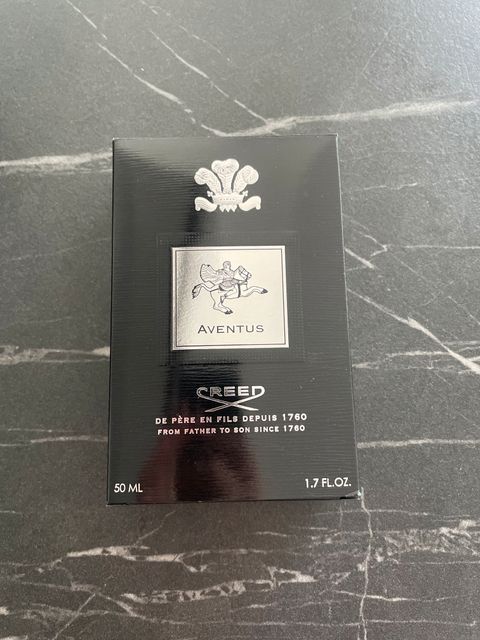 AVENTUS
CREED
DE PÈRE EN FILS DEPUIS 1760
FROM FATHER TO SON SINCE 1760
50 ML 1.7 FL.OZ.